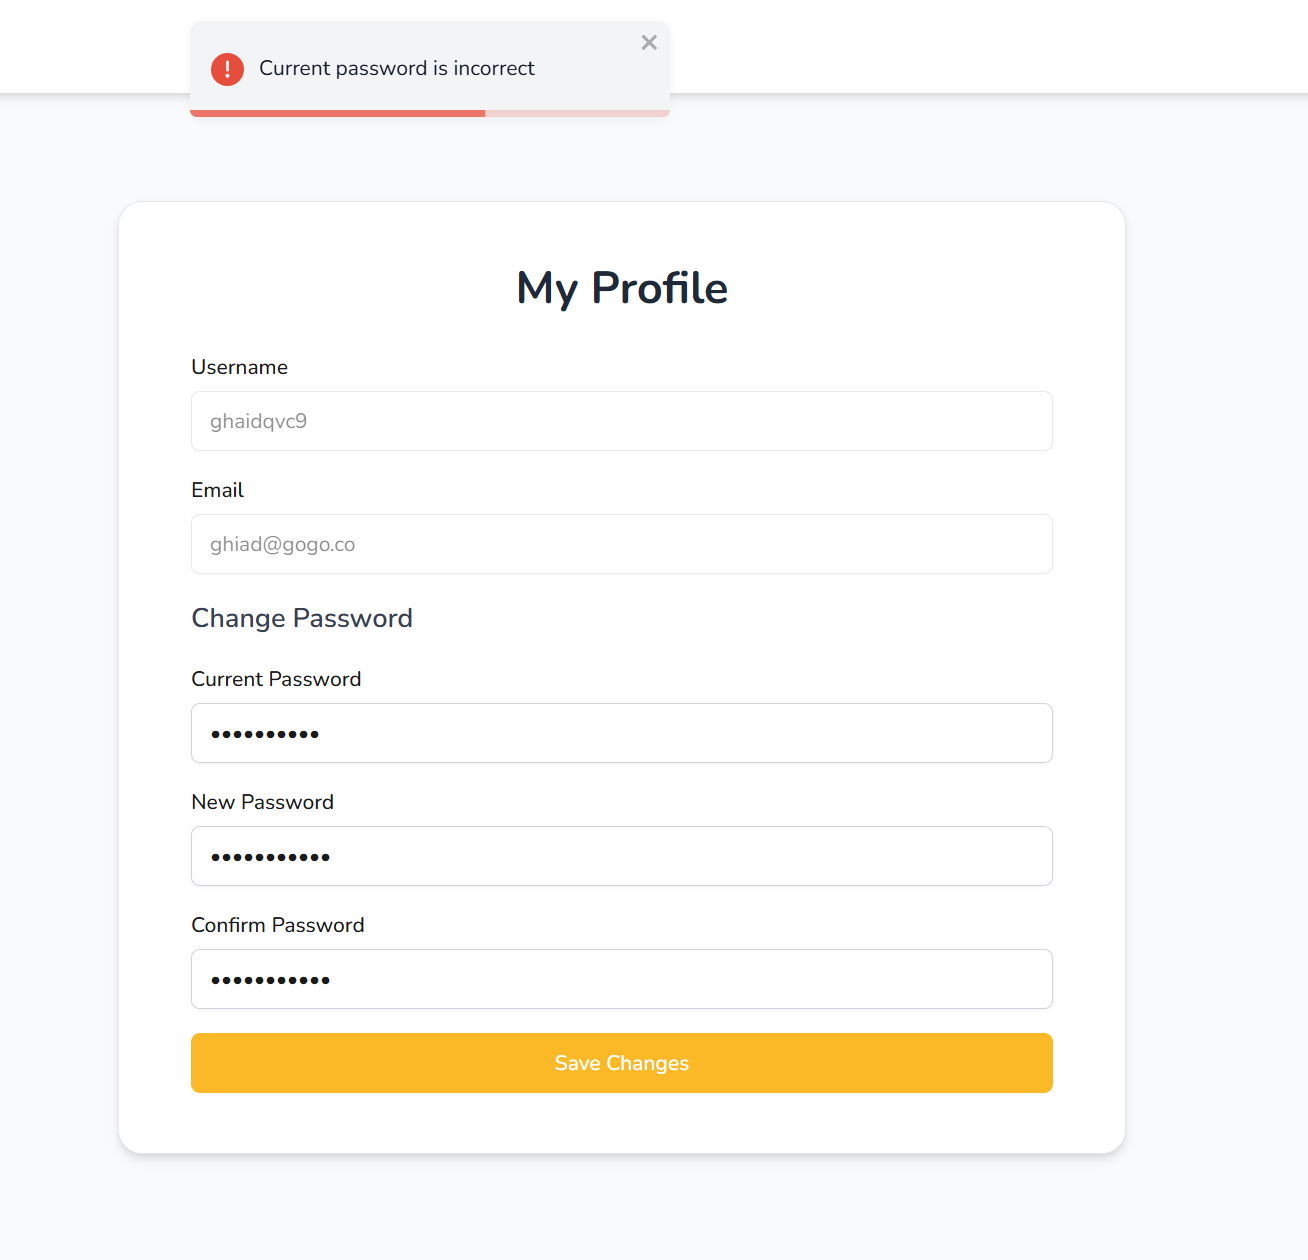 Current password is incorrect
My Profile
Username
ghaidqvc9
Email
ghiad@gogo.co
Change Password
Current Password
••••••••••
New Password
•••••••••••
Confirm Password
•••••••••••
Save Changes